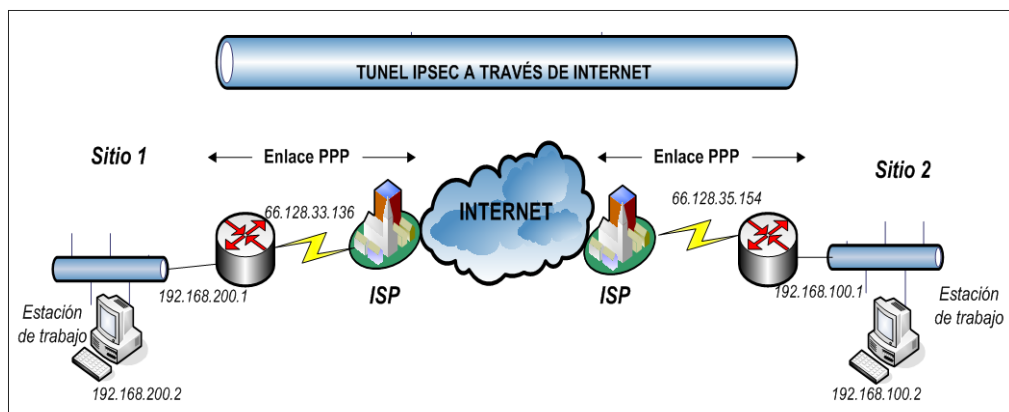 TUNEL IPSEC A TRAVÉS DE INTERNET
Sitio 1
Enlace PPP
Enlace PPP
Sitio 2
66.128.33.136
INTERNET
66.128.35.154
192.168.200.1
ISP
ISP
192.168.100.1
Estación
de trabajo
Estación
de trabajo
192.168.200.2
192.168.100.2